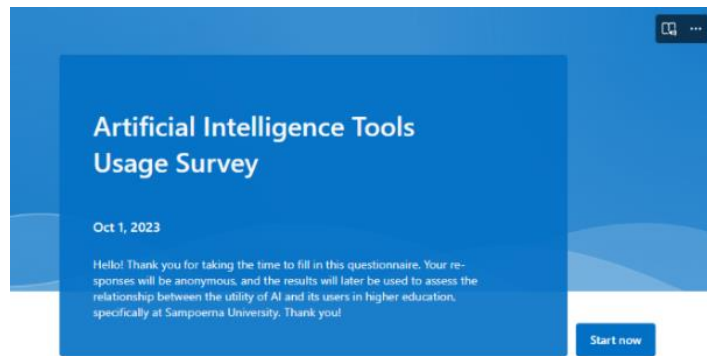 Artificial Intelligence Tools
Usage Survey
Oct 1, 2023
Hello! Thank you for taking the time to fill in this questionnaire. Your re-
sponses will be anonymous, and the results will later be used to assess the
relationship between the utility of AI and its users in higher education,
specifically at Sampoerna University. Thank you!
Start now